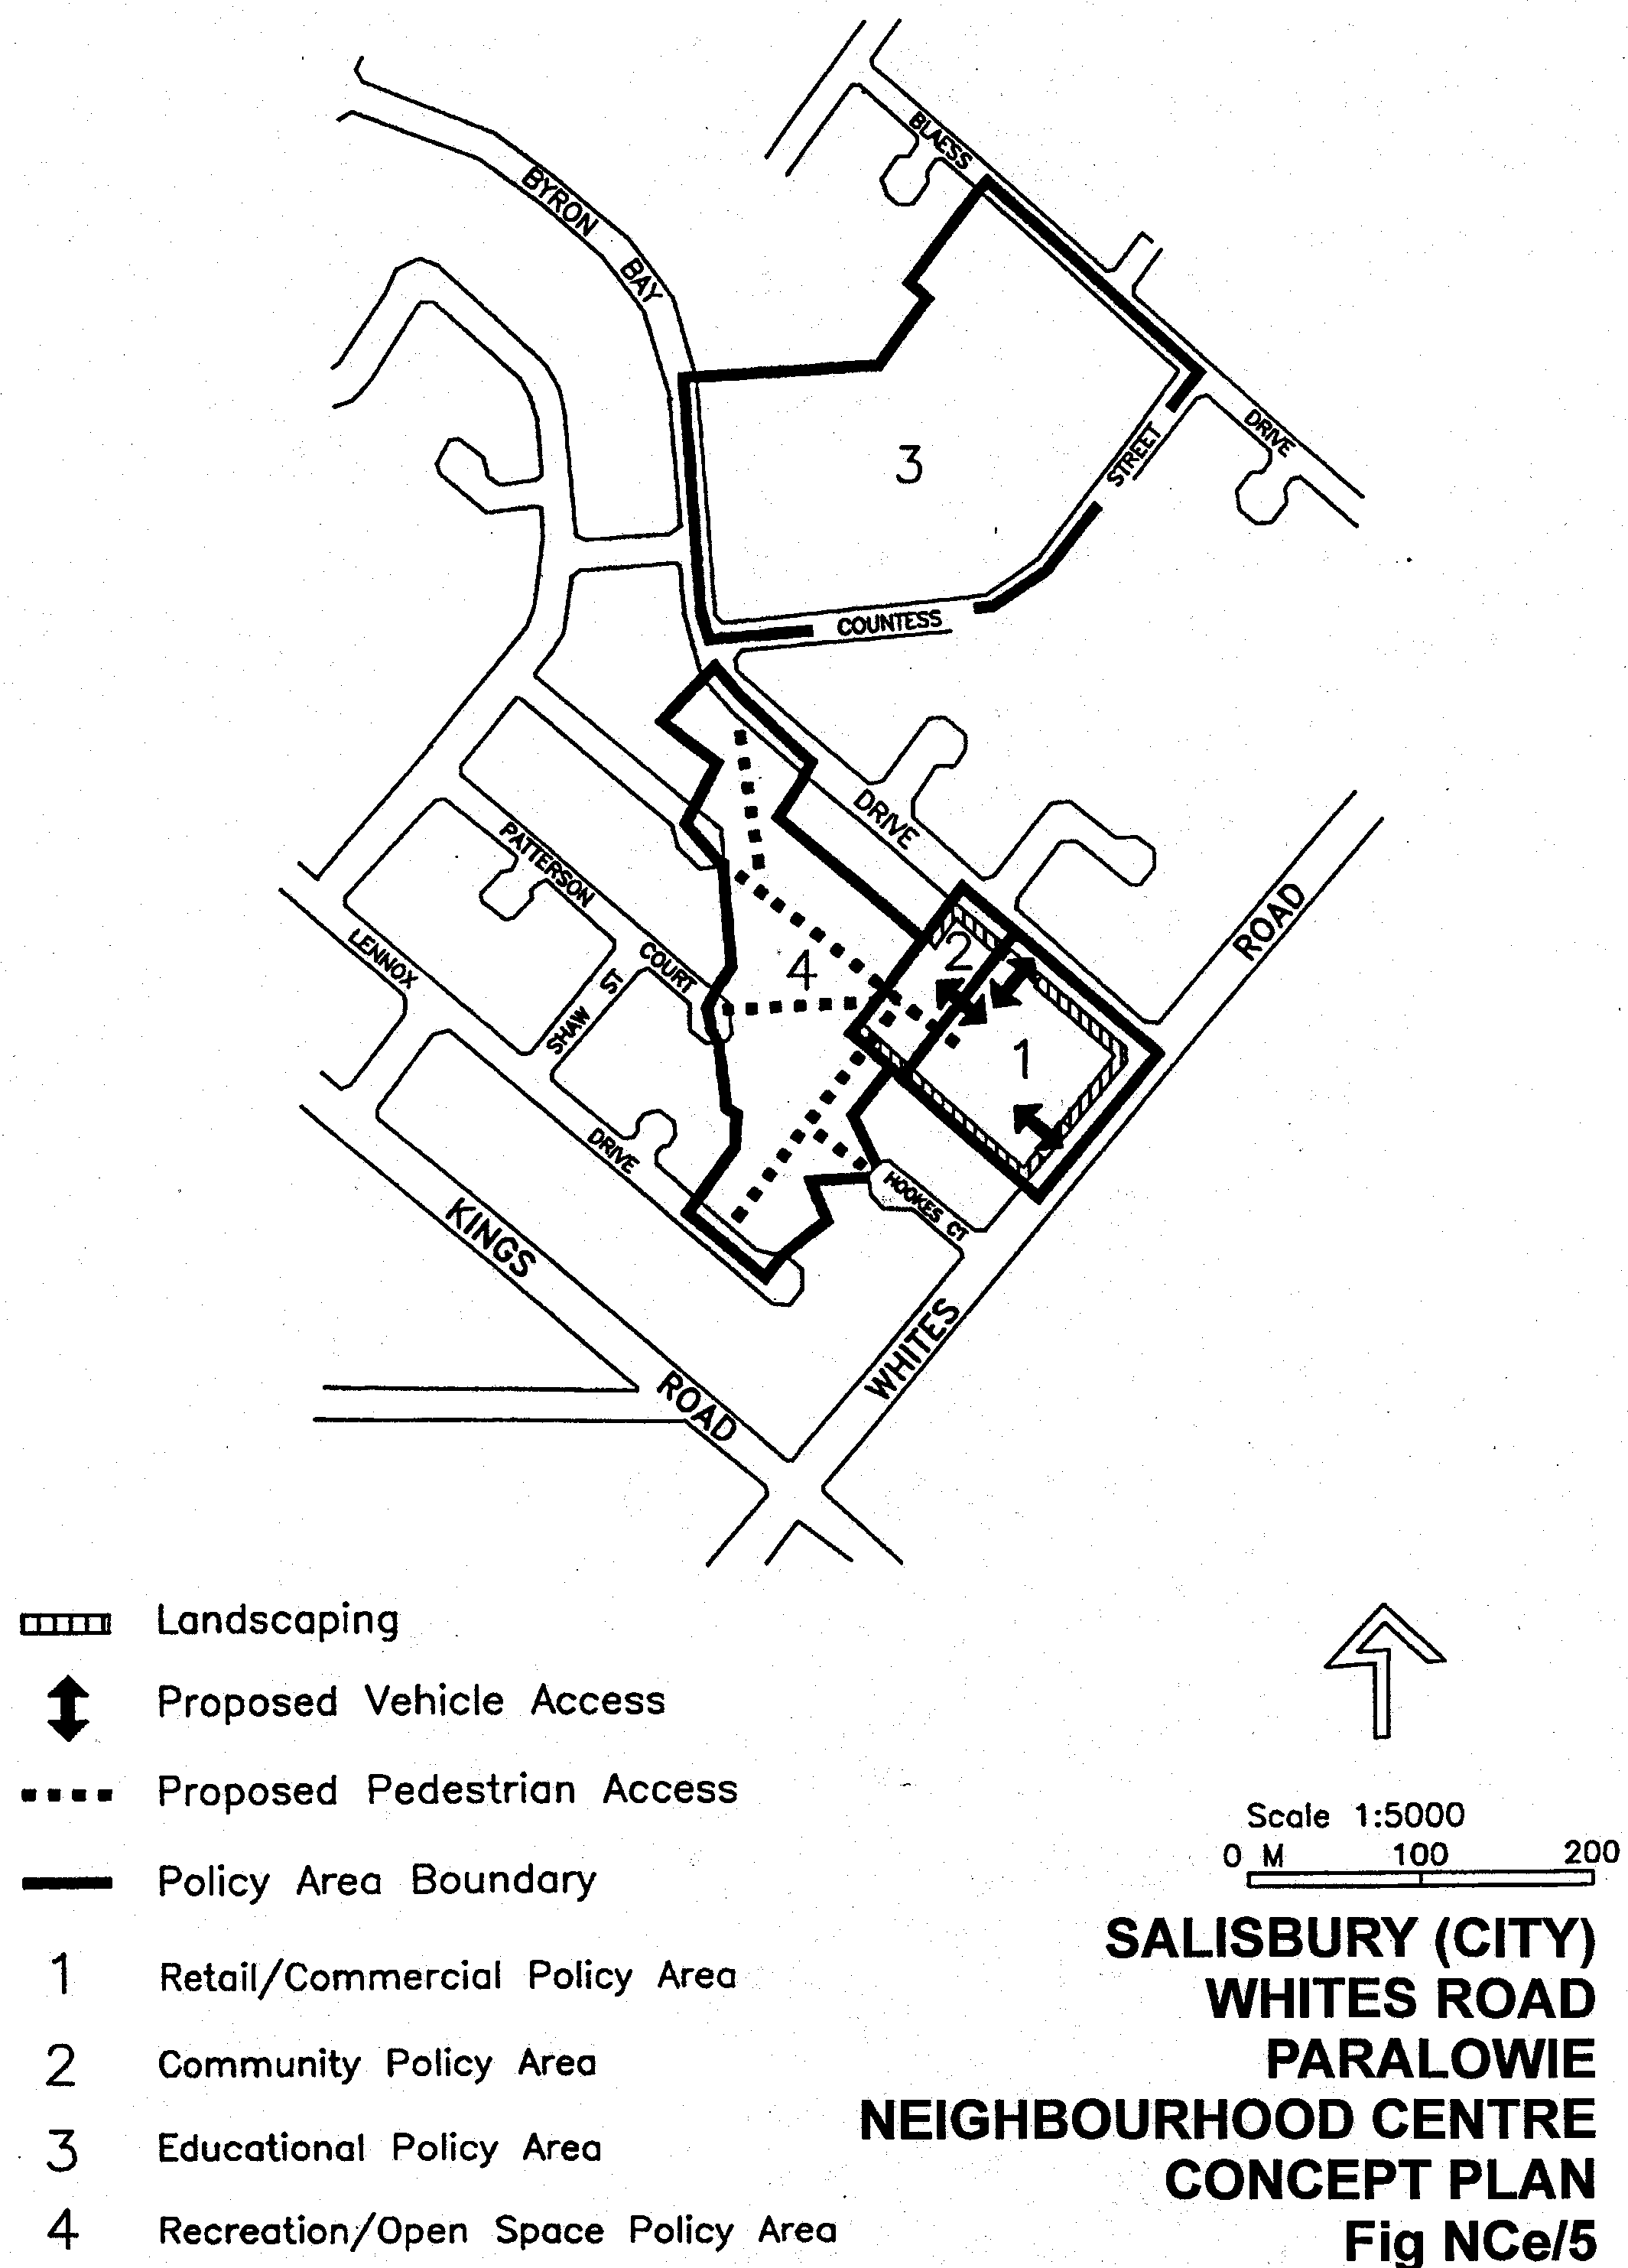 BLAESS
DRIVE
BYRON
BAY
3
STREET
COUNTESS
DRIVE
PATTERSON
COURT
LENNOX
SHAW ST
DRIVE
4
2
1
ROAD
HOOKES CT
KINGS
ROAD
WHITES
Landscaping
Proposed Vehicle Access
Proposed Pedestrian Access
Policy Area Boundary
1 Retail/Commercial Policy Area
2 Community Policy Area
3 Educational Policy Area
4 Recreation/Open Space Policy Area
Scale 1:5000
0 M 100 200
SALISBURY (CITY)
WHITES ROAD
PARALOWIE
NEIGHBOURHOOD CENTRE
CONCEPT PLAN
Fig NCe/5